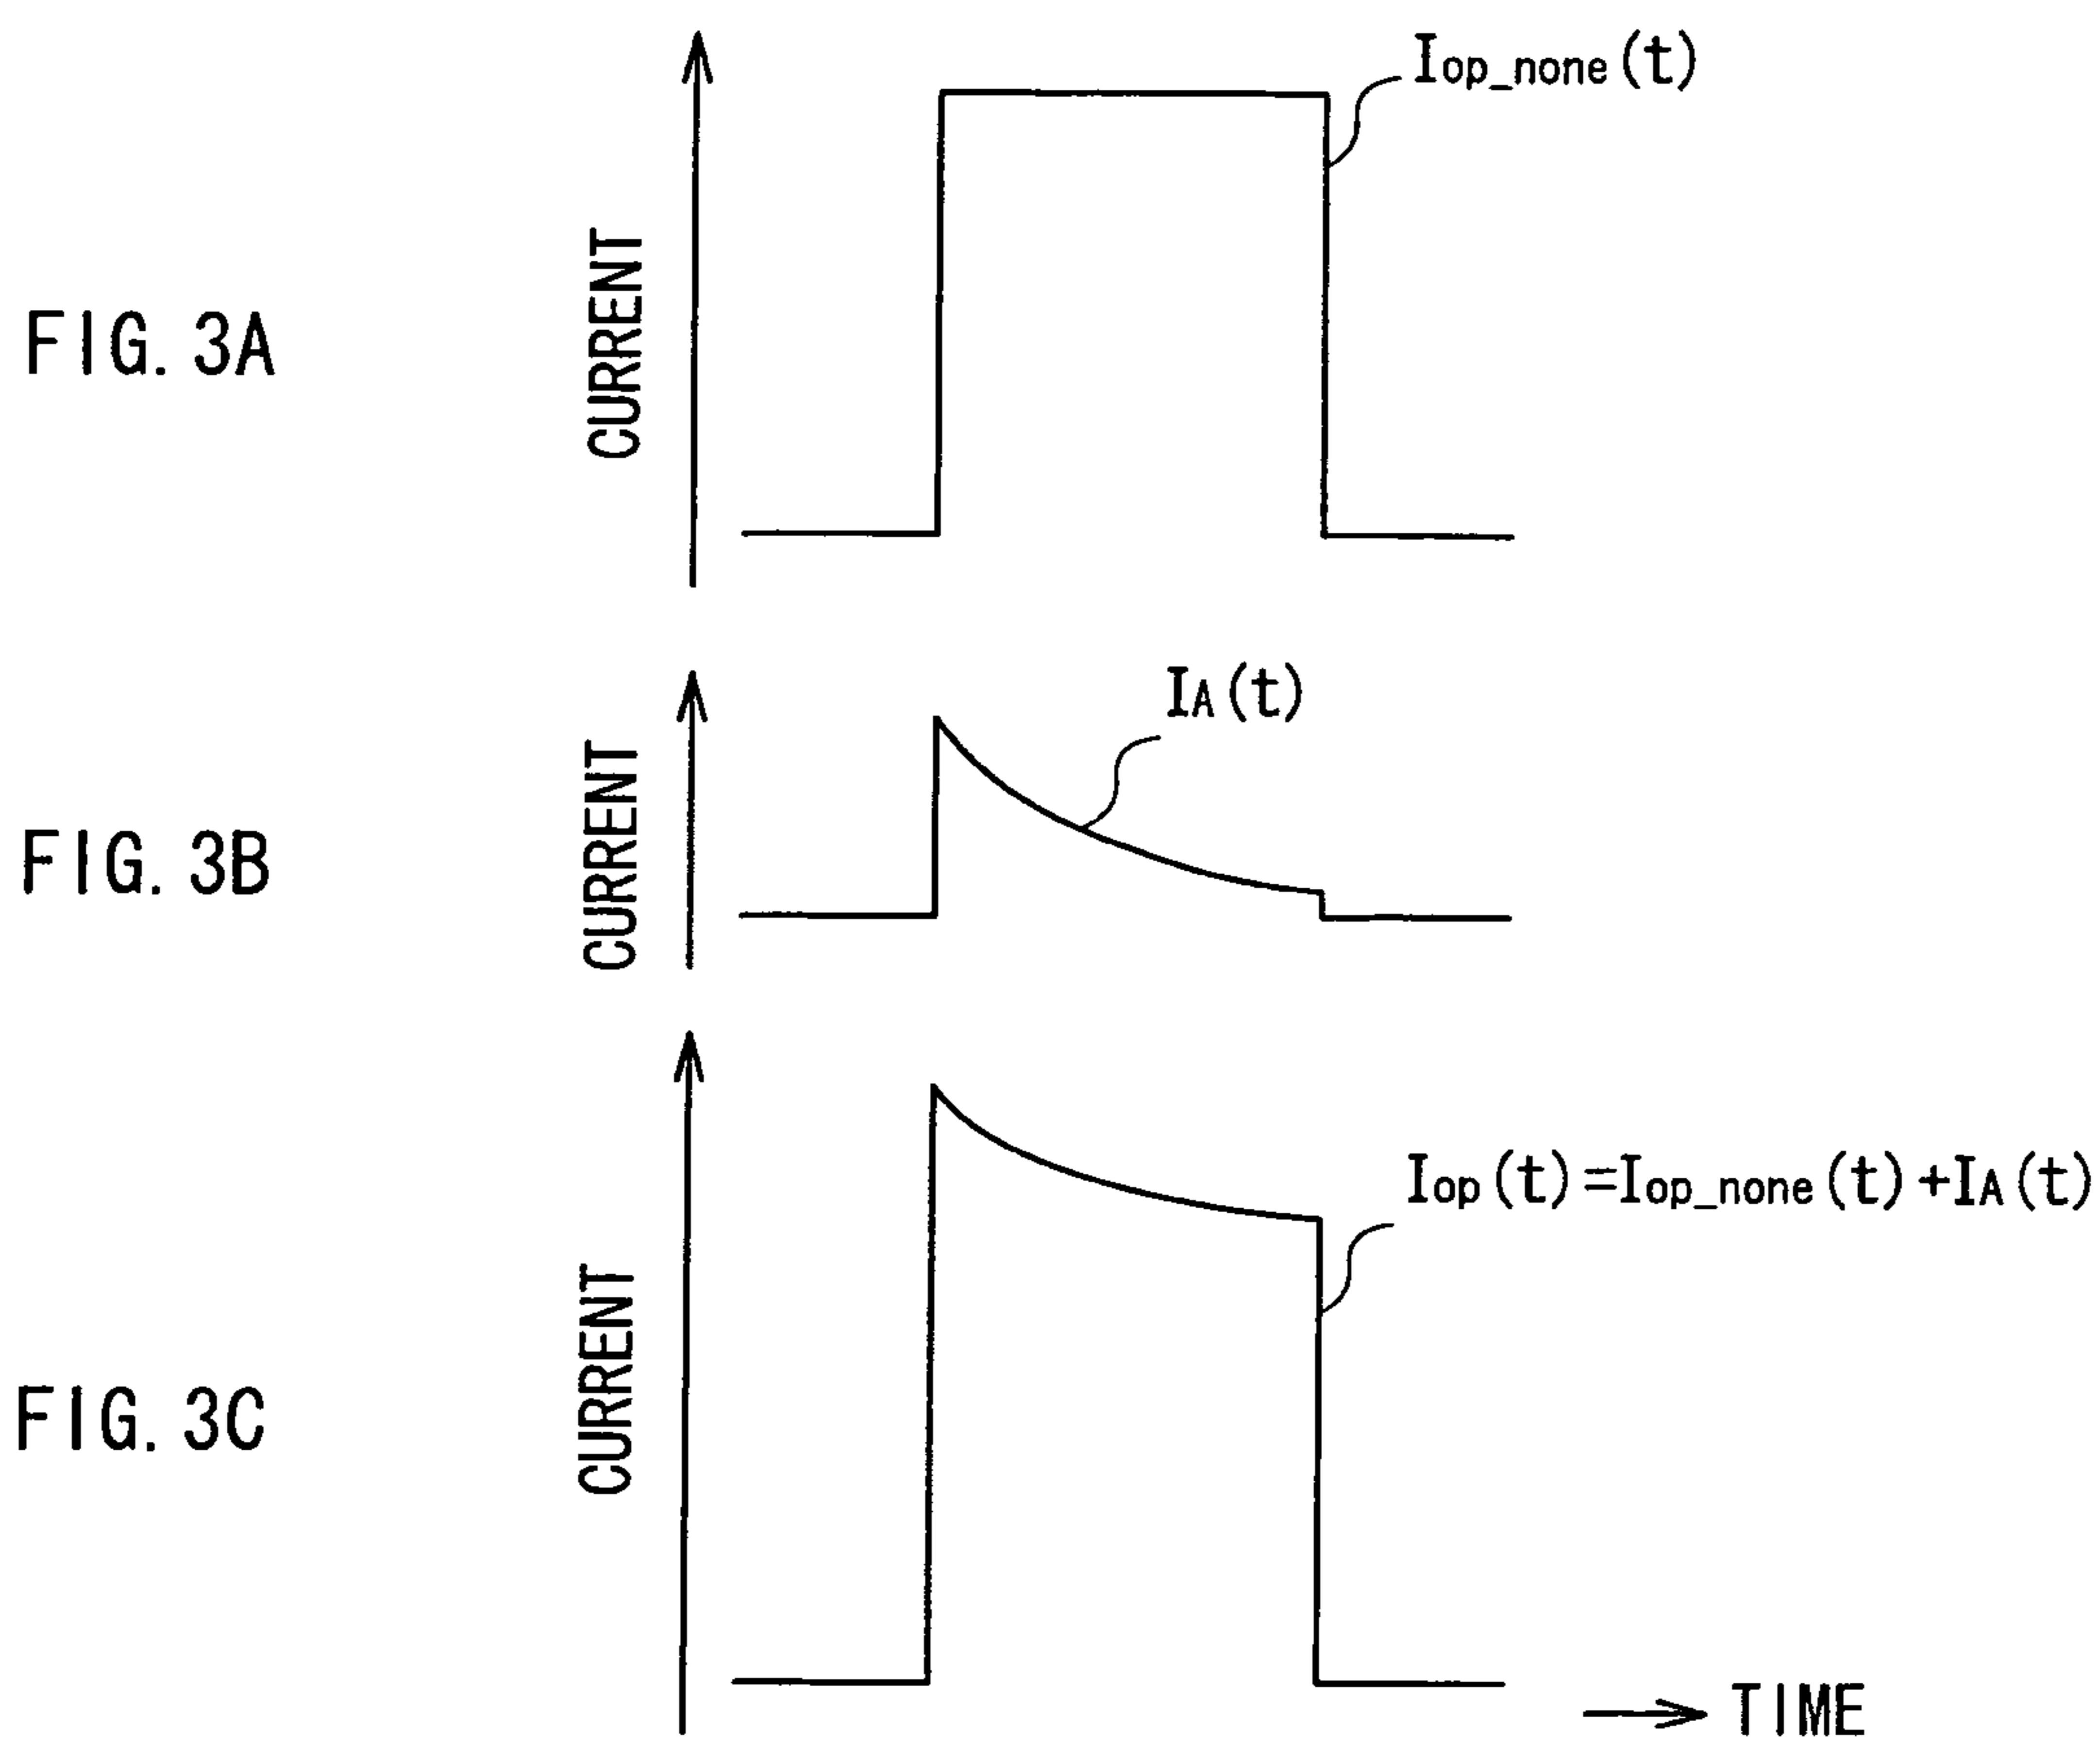 FIG. 3A
CURRENT
Iop_none(t)
FIG. 3B
CURRENT
IA(t)
FIG. 3C
CURRENT
Iop(t)=Iop_none(t)+IA(t)
TIME